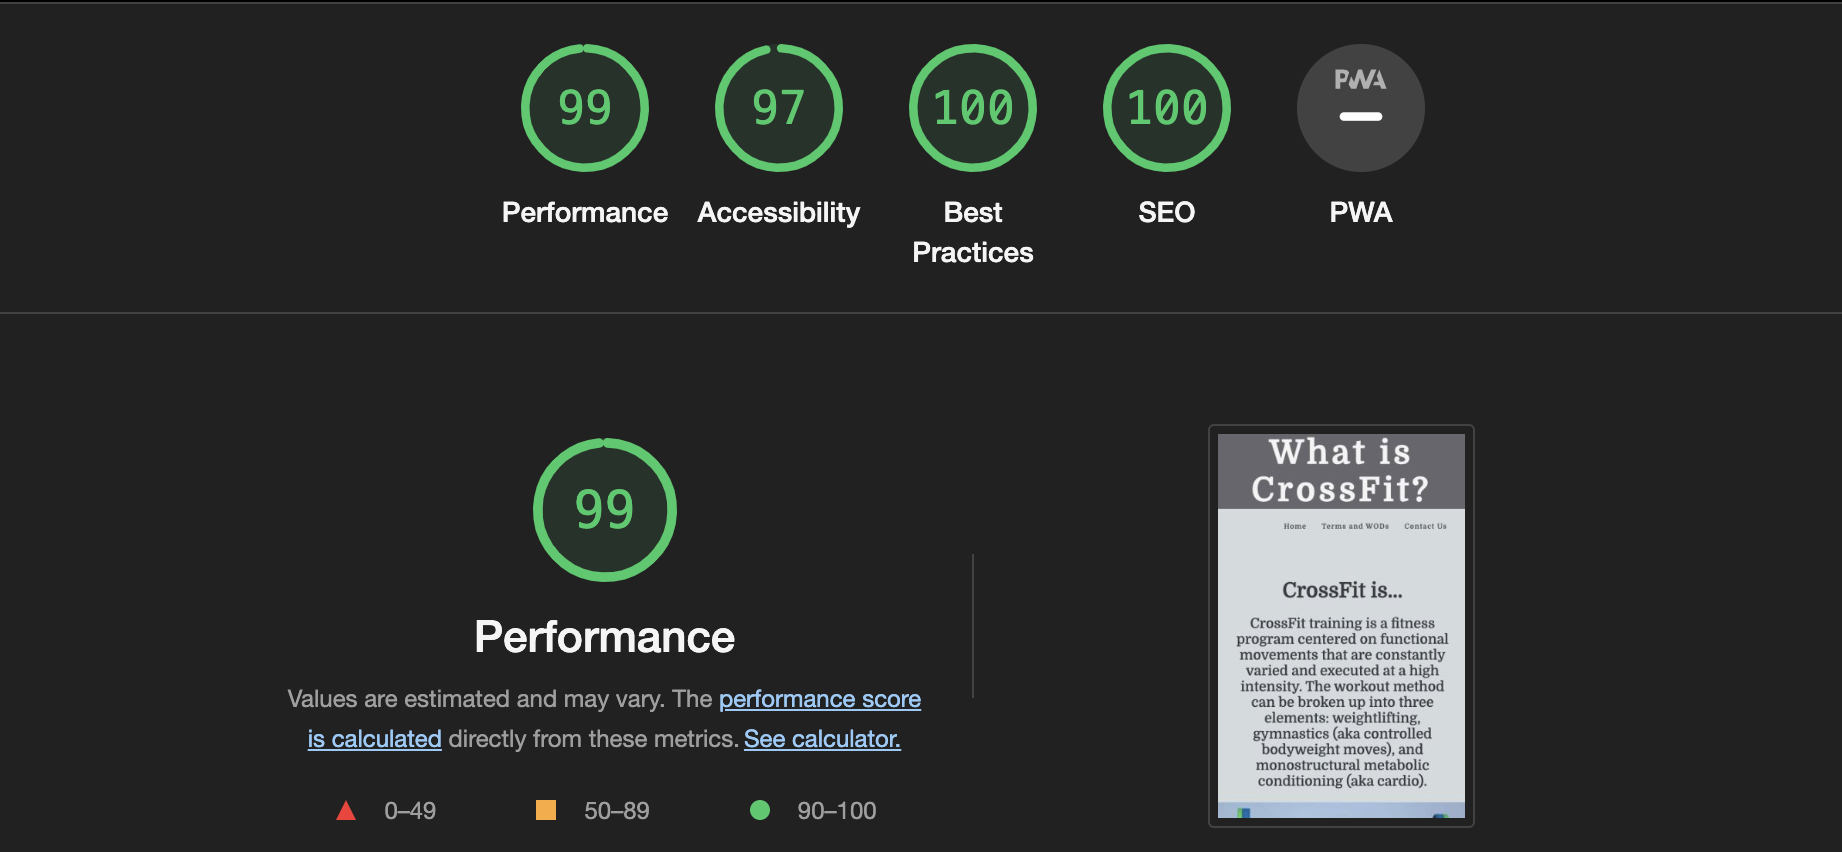 99
97
100
100
PWA
Performance
Accessibility
Best
Practices
SEO
PWA
99
Performance
Values are estimated and may vary. The performance score
is calculated directly from these metrics. See calculator.
0–49
50–89
90–100
What is
CrossFit?
Home Terms and WODs Contact Us
CrossFit is...
CrossFit training is a fitness
program centered on functional
movements that are constantly
varied and executed at a high
intensity. The workout method
can be broken up into three
elements: weightlifting,
gymnastics (aka controlled
bodyweight moves), and
monostructural metabolic
conditioning (aka cardio).